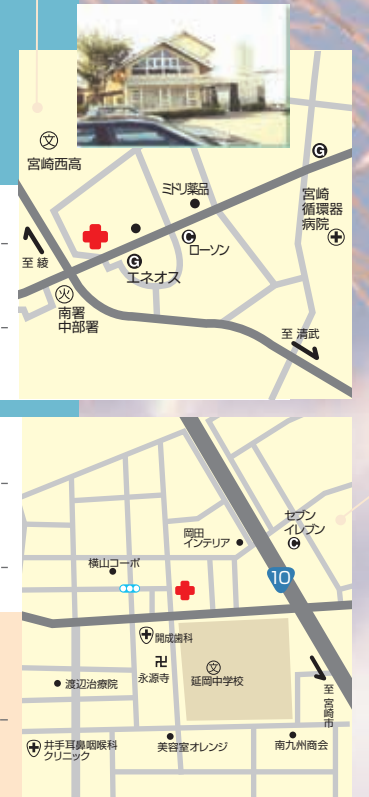 文
宮崎西高
ミドリ薬品
G
宮崎
循環器
病院
C
ローソン
至 綾
G
エネオス
火
南署
中部署
至 清武
セブン
イレブン
C
岡田
インテリア
横山コーポ
10
開成歯科
卍
永源寺
文
延岡中学校
渡辺治療院
至 宮崎市
井手耳鼻咽喉科
クリニック
美容室オレンジ
南九州商会